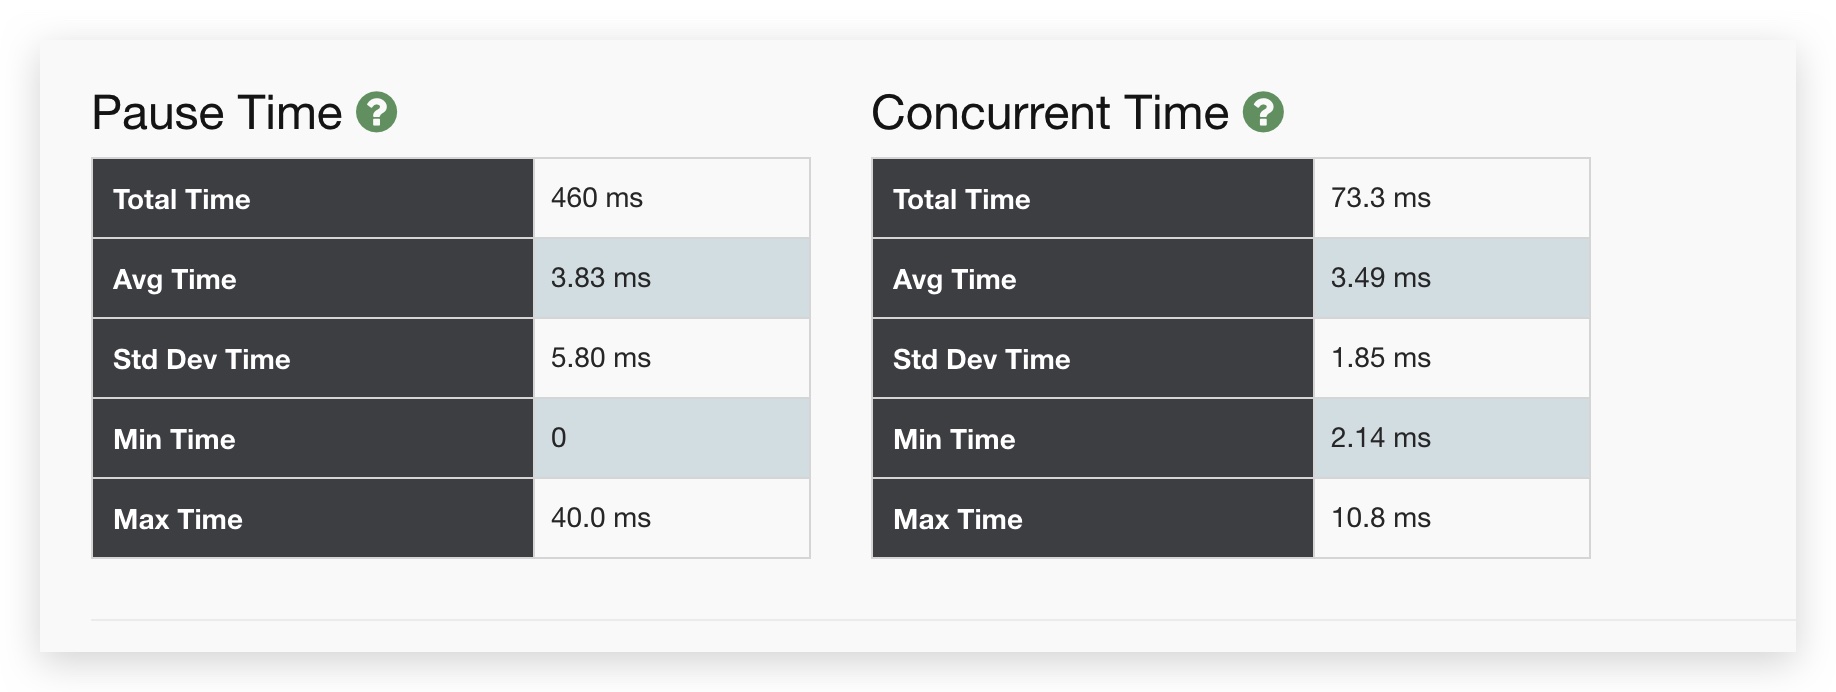 Pause Time ?
Total Time 460 ms
Avg Time 3.83 ms
Std Dev Time 5.80 ms
Min Time 0
Max Time 40.0 ms
Concurrent Time ?
Total Time 73.3 ms
Avg Time 3.49 ms
Std Dev Time 1.85 ms
Min Time 2.14 ms
Max Time 10.8 ms